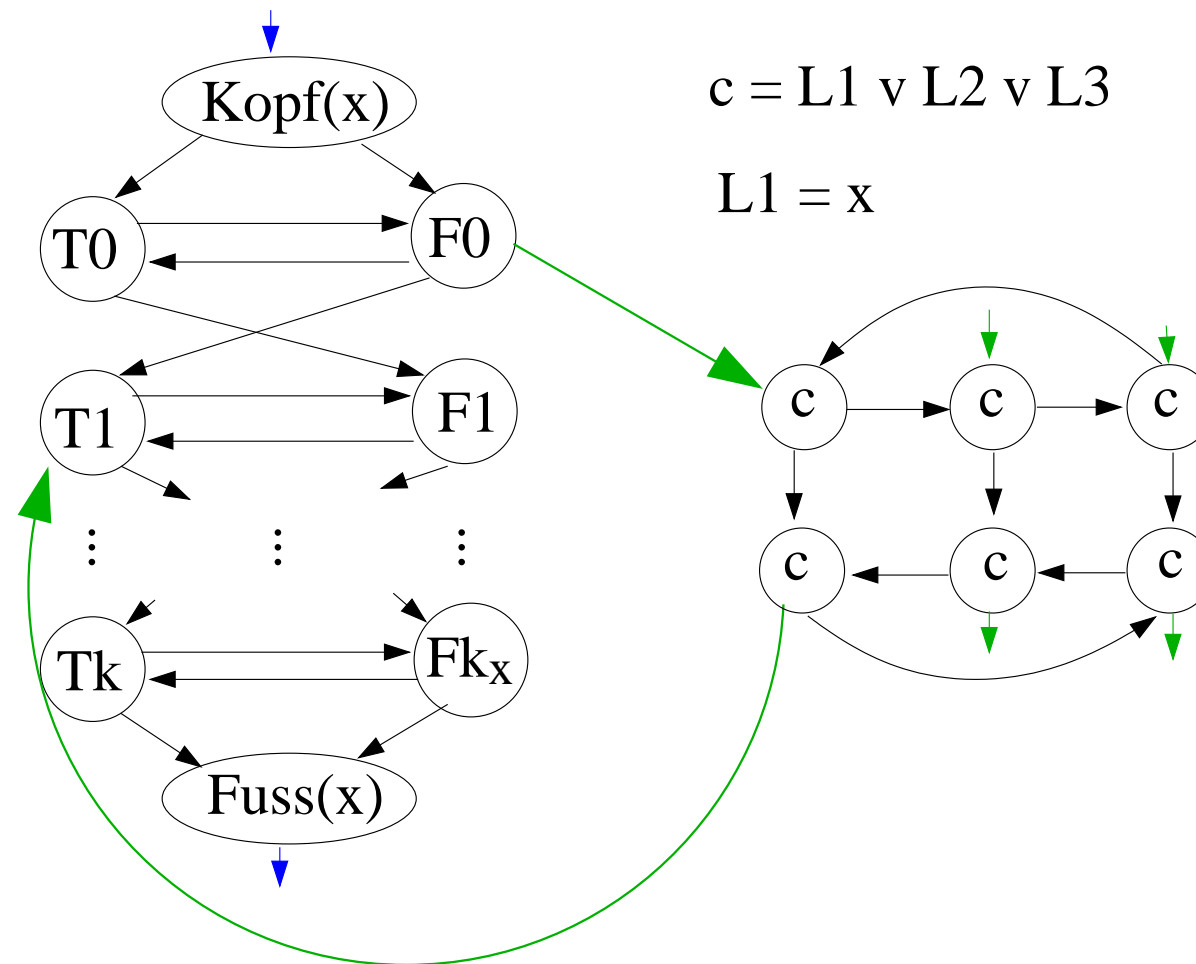 Kopf(x)
c = L1 v L2 v L3
L1 = x
T0 F0
T1 F1
c c c
⋮ ⋮ ⋮
c c c
Tk Fkx
Fuss(x)